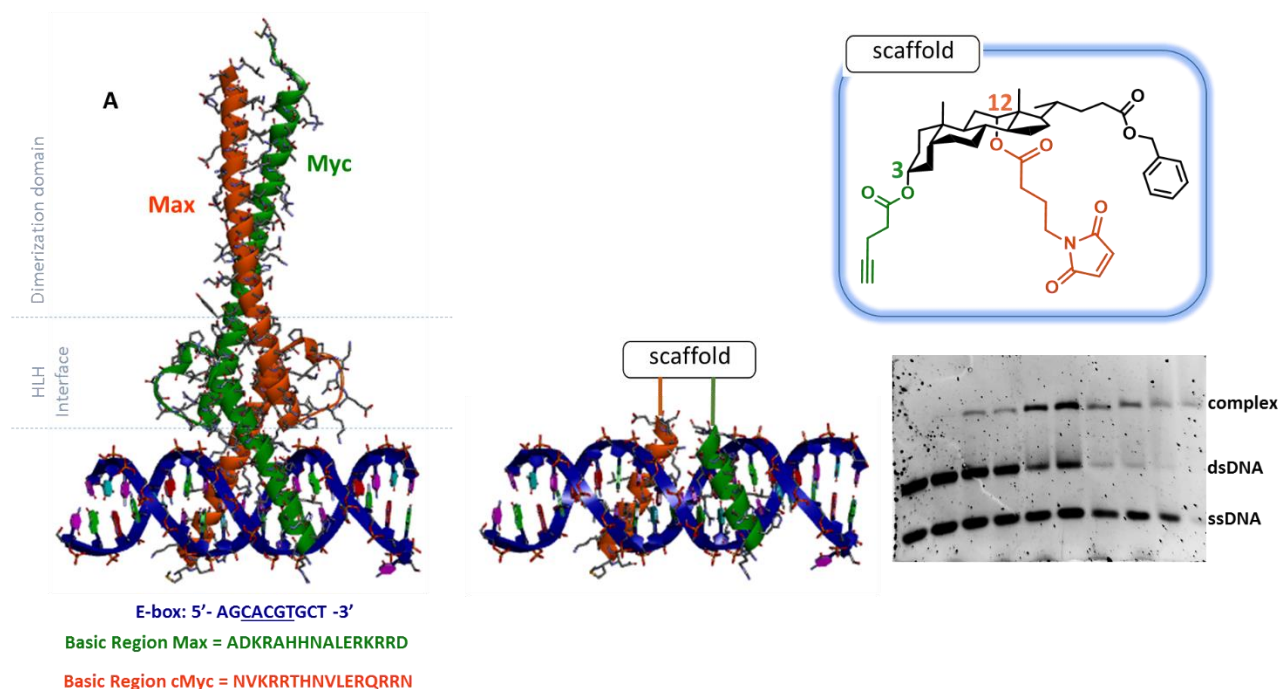 A
Dimerization domain
HLH
Interface
Max
Myc
E-box: 5’- AGCACGTGCT -3’
Basic Region Max = ADKRAHHNALERKRRD
Basic Region cMyc = NVKRRTHNVLERQRRN
scaffold
scaffold
12
3
O
O
O
O
O
O
O
N
O
complex
dsDNA
ssDNA